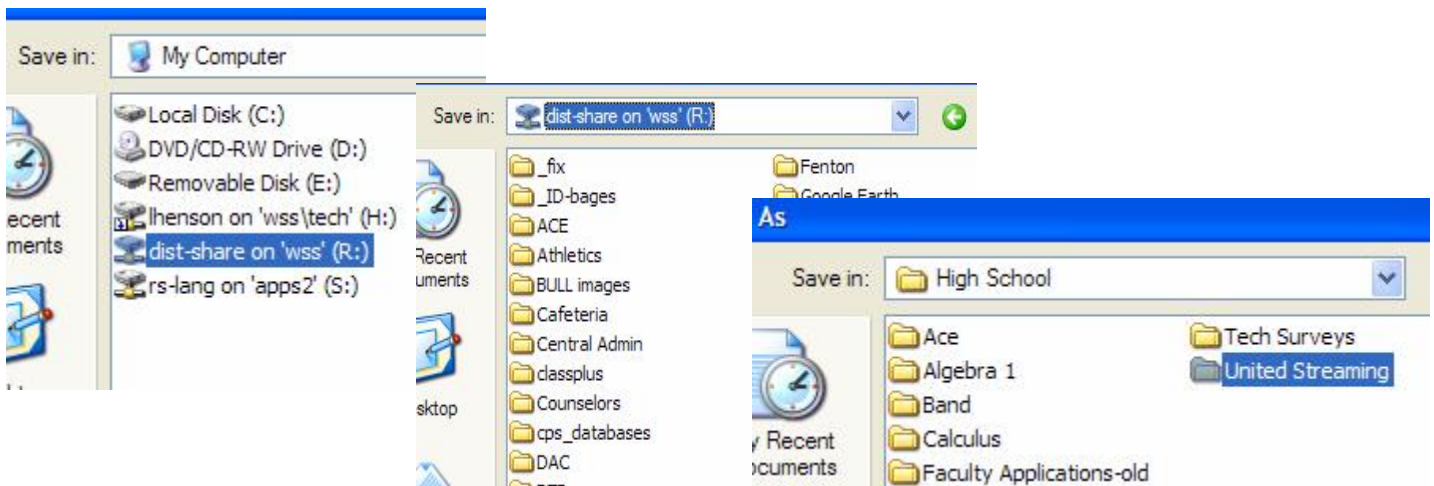 Save in: My Computer
Local Disk (C:)
DVD/CD-RW Drive (D:)
Removable Disk (E:)
lhenson on 'wss\tech' (H:)
dist-share on 'wss' (R:)
rs-lang on 'apps2' (S:)
ecent
ments
Save in: dist-share on 'wss' (R:)
_fix
_ID-bages
ACE
Athletics
BULL images
Cafeteria
Central Admin
classplus
Counselors
cps_databases
DAC
Fenton
Google Earth
Recent
uments
sktop
As
Save in: High School
Ace
Algebra 1
Band
Calculus
Faculty Applications-old
Tech Surveys
United Streaming
y Recent
ocuments